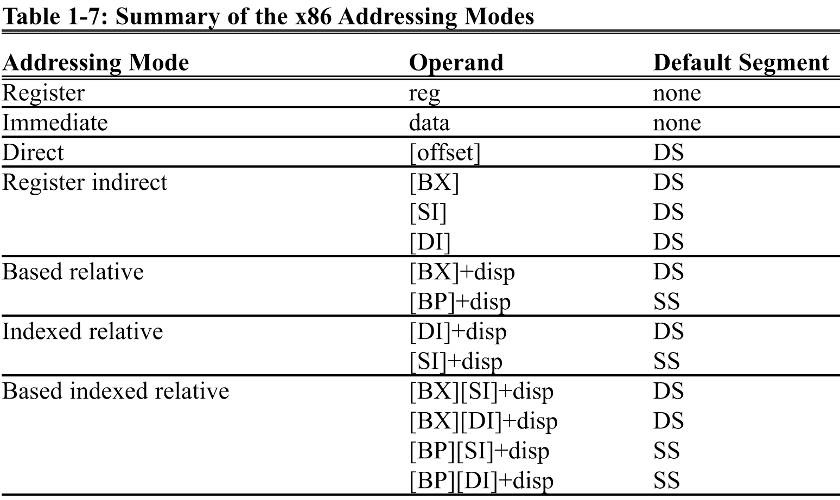 Table 1-7: Summary of the x86 Addressing Modes
Addressing Mode Operand Default Segment
Register reg none
Immediate data none
Direct [offset] DS
Register indirect [BX] DS
[SI] DS
[DI] DS
Based relative [BX]+disp DS
[BP]+disp SS
Indexed relative [DI]+disp DS
[SI]+disp SS
Based indexed relative [BX][SI]+disp DS
[BX][DI]+disp DS
[BP][SI]+disp SS
[BP][DI]+disp SS